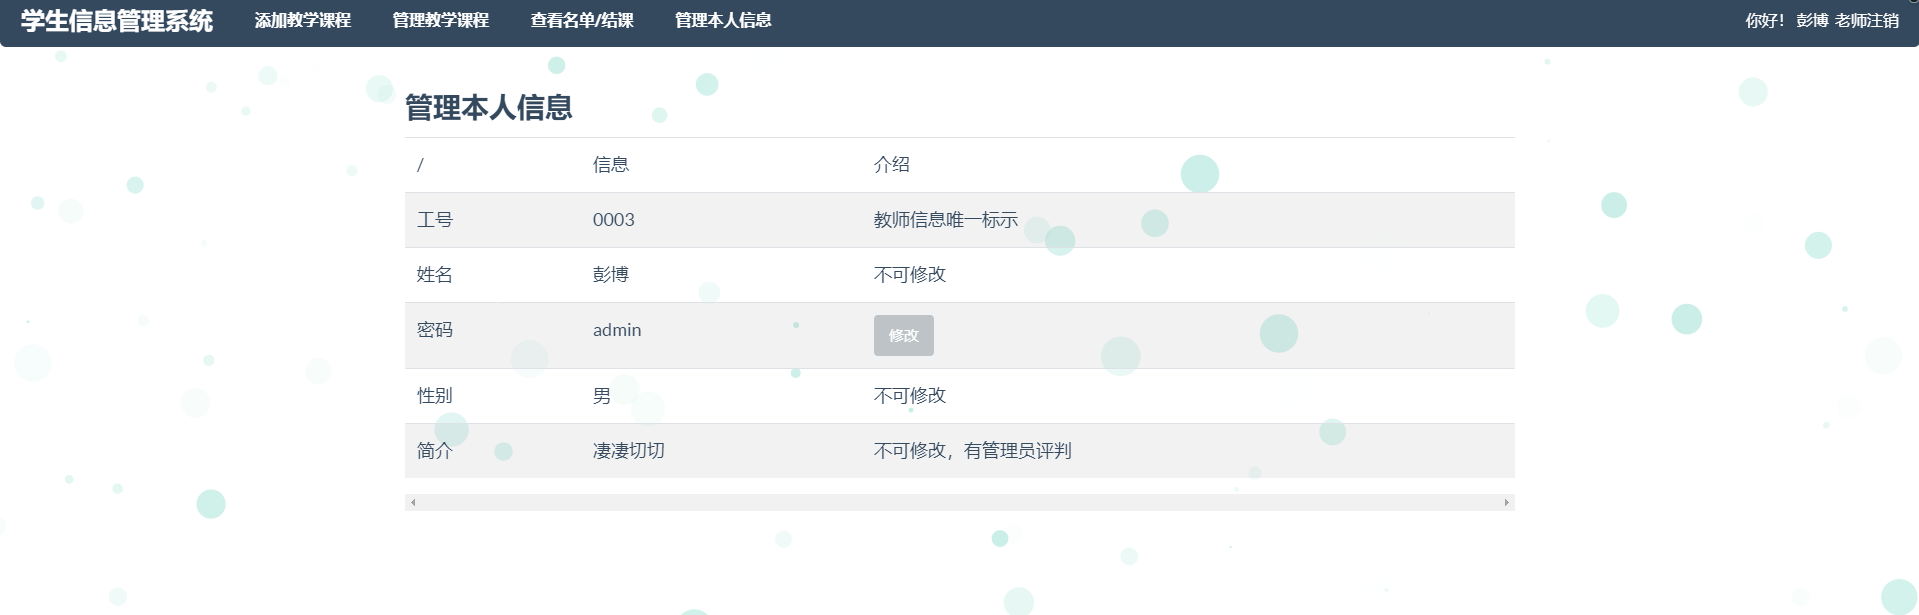 学生信息管理系统 添加教学课程 管理教学课程 查看名单/结课 管理本人信息 你好！ 彭博 老师注销
管理本人信息
/ 信息 介绍
工号 0003 教师信息唯一标示
姓名 彭博 不可修改
密码 admin 修改
性别 男 不可修改
简介 凄凄切切 不可修改，有管理员评判